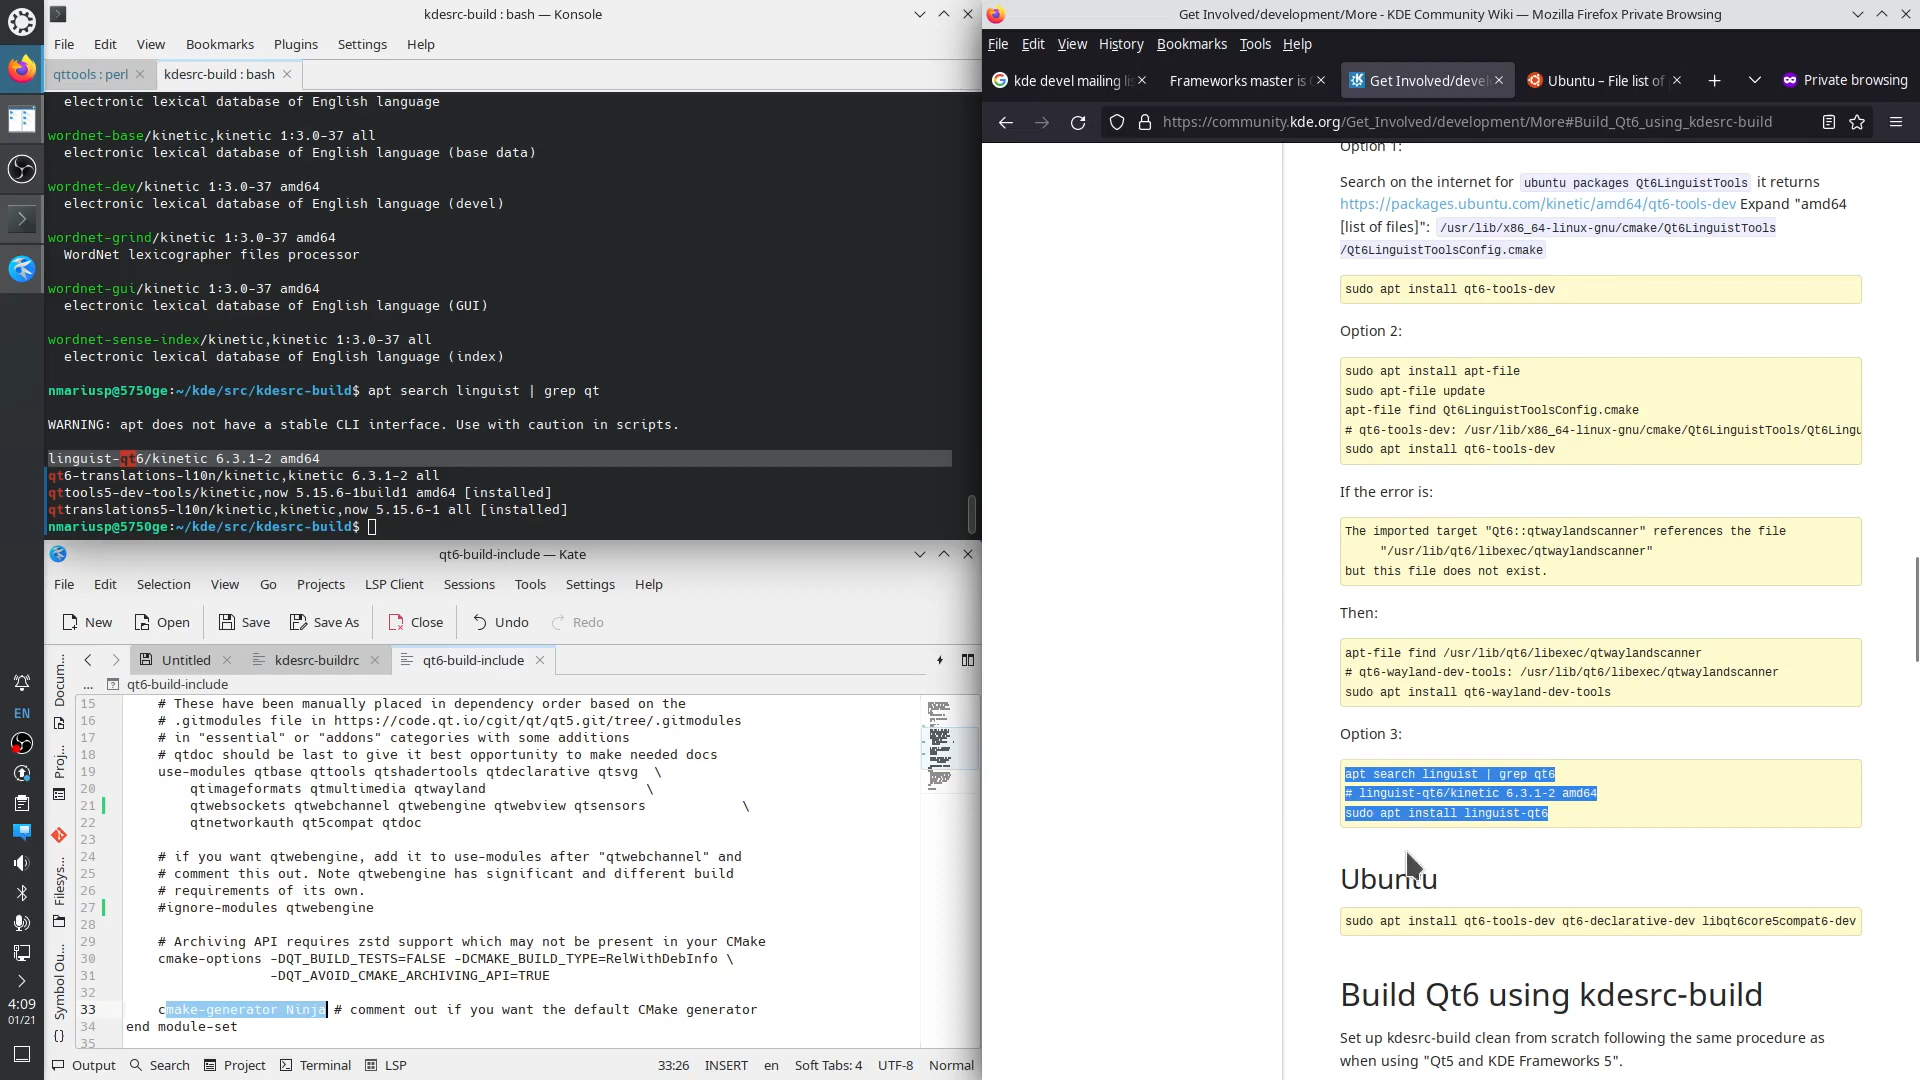 kdesrc-build : bash — Konsole
File Edit View Bookmarks Plugins Settings Help
qttools : perl
kdesrc-build : bash
electronic lexical database of English language
wordnet-base/kinetic,kinetic 1:3.0-37 all
electronic lexical database of English language (base data)
wordnet-dev/kinetic 1:3.0-37 amd64
electronic lexical database of English language (devel)
wordnet-grind/kinetic 1:3.0-37 amd64
WordNet lexicographer files processor
wordnet-gui/kinetic 1:3.0-37 amd64
electronic lexical database of English language (GUI)
wordnet-sense-index/kinetic,kinetic 1:3.0-37 all
electronic lexical database of English language (index)
nmariusp@5750ge:~/kde/src/kdesrc-build$ apt search linguist | grep qt
WARNING: apt does not have a stable CLI interface. Use with caution in scripts.
linguist-qt6/kinetic 6.3.1-2 amd64
qt6-translations-l10n/kinetic,kinetic 6.3.1-2 all
qttools5-dev-tools/kinetic,now 5.15.6-1build1 amd64 [installed]
qttranslations5-l10n/kinetic,kinetic,now 5.15.6-1 all [installed]
nmariusp@5750ge:~/kde/src/kdesrc-build$
qt6-build-include — Kate
File Edit Selection View Go Projects LSP Client Sessions Tools Settings Help
New Open Save Save As Close Undo Redo
Untitled kdesrc-buildrc qt6-build-include
... qt6-build-include
Docum...
Proj...
Filesys...
Symbol Ou...
{}
15 # These have been manually placed in dependency order based on the
16 # .gitmodules file in https://code.qt.io/cgit/qt/qt5.git/tree/.gitmodules
17 # in "essential" or "addons" categories with some additions
18 # qtdoc should be last to give it best opportunity to make needed docs
19 use-modules qtbase qttools qtshadertools qtdeclarative qtsvg \
20 qtimageformats qtmultimedia qtwayland \
21 qtwebsockets qtwebchannel qtwebengine qtwebview qtsensors \
22 qtnetworkauth qt5compat qtdoc
23
24 # if you want qtwebengine, add it to use-modules after "qtwebchannel" and
25 # comment this out. Note qtwebengine has significant and different build
26 # requirements of its own.
27 #ignore-modules qtwebengine
28
29 # Archiving API requires zstd support which may not be present in your CMake
30 cmake-options -DQT_BUILD_TESTS=FALSE -DCMAKE_BUILD_TYPE=RelWithDebInfo \
31 -DQT_AVOID_CMAKE_ARCHIVING_API=TRUE
32
33 cmake-generator Ninja # comment out if you want the default CMake generator
34 end module-set
35
Output Search Project Terminal LSP 33:26 INSERT en Soft Tabs: 4 UTF-8 Normal
EN
4:09
01/21
Get Involved/development/More - KDE Community Wiki — Mozilla Firefox Private Browsing
File Edit View History Bookmarks Tools Help
kde devel mailing li
Frameworks master is
Get Involved/devel
Ubuntu – File list of
Private browsing
https://community.kde.org/Get_Involved/development/More#Build_Qt6_using_kdesrc-build
Option 1:
Search on the internet for ubuntu packages Qt6LinguistTools it returns
https://packages.ubuntu.com/kinetic/amd64/qt6-tools-dev Expand "amd64
[list of files]": /usr/lib/x86_64-linux-gnu/cmake/Qt6LinguistTools
/Qt6LinguistToolsConfig.cmake
sudo apt install qt6-tools-dev
Option 2:
sudo apt install apt-file
sudo apt-file update
apt-file find Qt6LinguistToolsConfig.cmake
# qt6-tools-dev: /usr/lib/x86_64-linux-gnu/cmake/Qt6LinguistTools/Qt6Lingu
sudo apt install qt6-tools-dev
If the error is:
The imported target "Qt6::qtwaylandscanner" references the file
"/usr/lib/qt6/libexec/qtwaylandscanner"
but this file does not exist.
Then:
apt-file find /usr/lib/qt6/libexec/qtwaylandscanner
# qt6-wayland-dev-tools: /usr/lib/qt6/libexec/qtwaylandscanner
sudo apt install qt6-wayland-dev-tools
Option 3:
apt search linguist | grep qt6
# linguist-qt6/kinetic 6.3.1-2 amd64
sudo apt install linguist-qt6
Ubuntu
sudo apt install qt6-tools-dev qt6-declarative-dev libqt6core5compat6-dev
Build Qt6 using kdesrc-build
Set up kdesrc-build clean from scratch following the same procedure as
when using "Qt5 and KDE Frameworks 5".